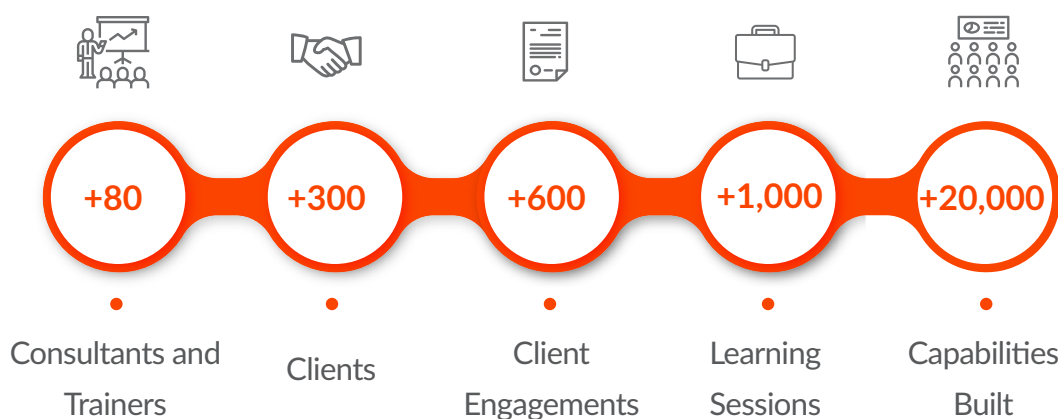 +80
+300
+600
+1,000
+20,000
Consultants and
Trainers
Clients
Client
Engagements
Learning
Sessions
Capabilities
Built